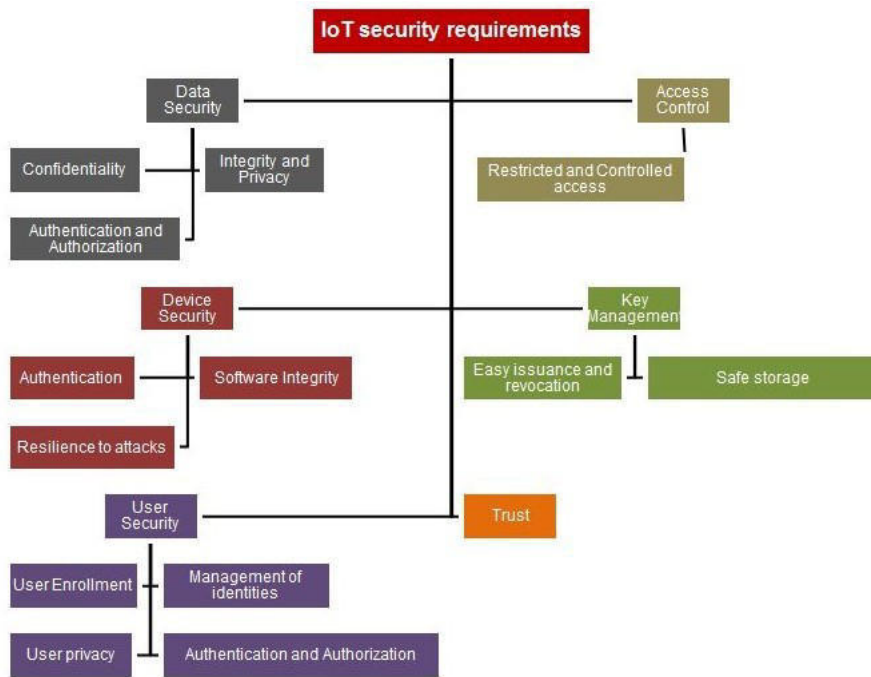 IoT security requirements
Data
Security
Access
Control
Confidentiality
Integrity and
Privacy
Restricted and Controlled
access
Authentication and
Authorization
Device
Security
Key
Management
Authentication
Software Integrity
Easy issuance and
revocation
Safe storage
Resilience to attacks
User
Security
Trust
User Enrollment
Management of
identities
User privacy
Authentication and Authorization